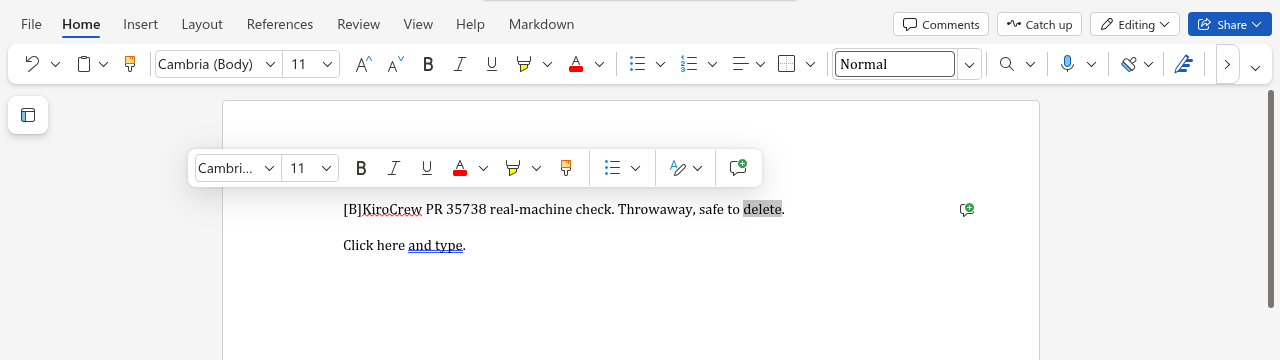 File Home Insert Layout References Review View Help Markdown Comments Catch up Editing Share
Cambria (Body) 11 A A B I U A Normal
Cambri... 11 B I U A A
[B]KiroCrew PR 35738 real-machine check. Throwaway, safe to delete.
Click here and type.